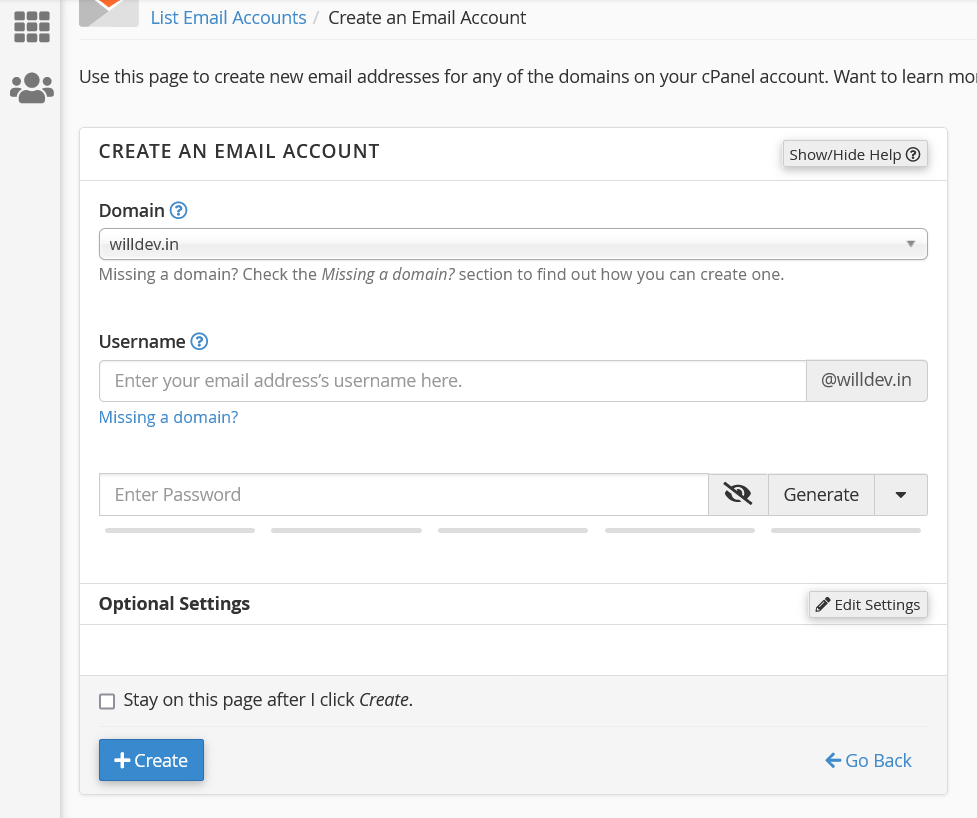 List Email Accounts / Create an Email Account
Use this page to create new email addresses for any of the domains on your cPanel account. Want to learn
CREATE AN EMAIL ACCOUNT
Show/Hide Help
Domain
willdev.in
Missing a domain? Check the Missing a domain? section to find out how you can create one.
Username
Enter your email address’s username here.
@willdev.in
Missing a domain?
Enter Password
Generate
Optional Settings
Edit Settings
Stay on this page after I click Create.
Create
Go Back